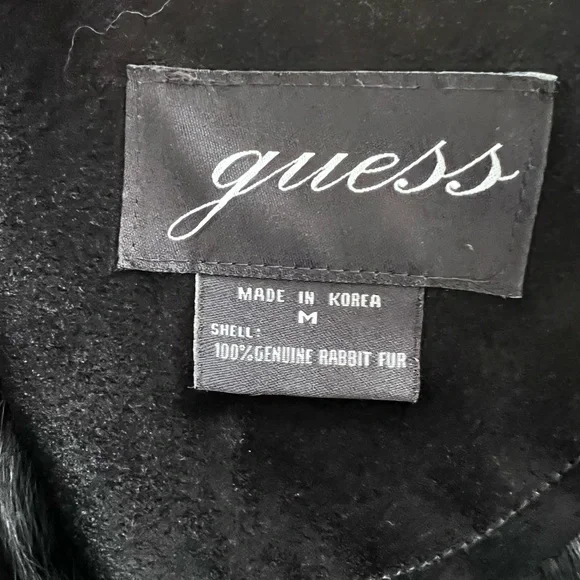 guess
MADE IN KOREA
M
SHELL:
100%GENUINE RABBIT FUR